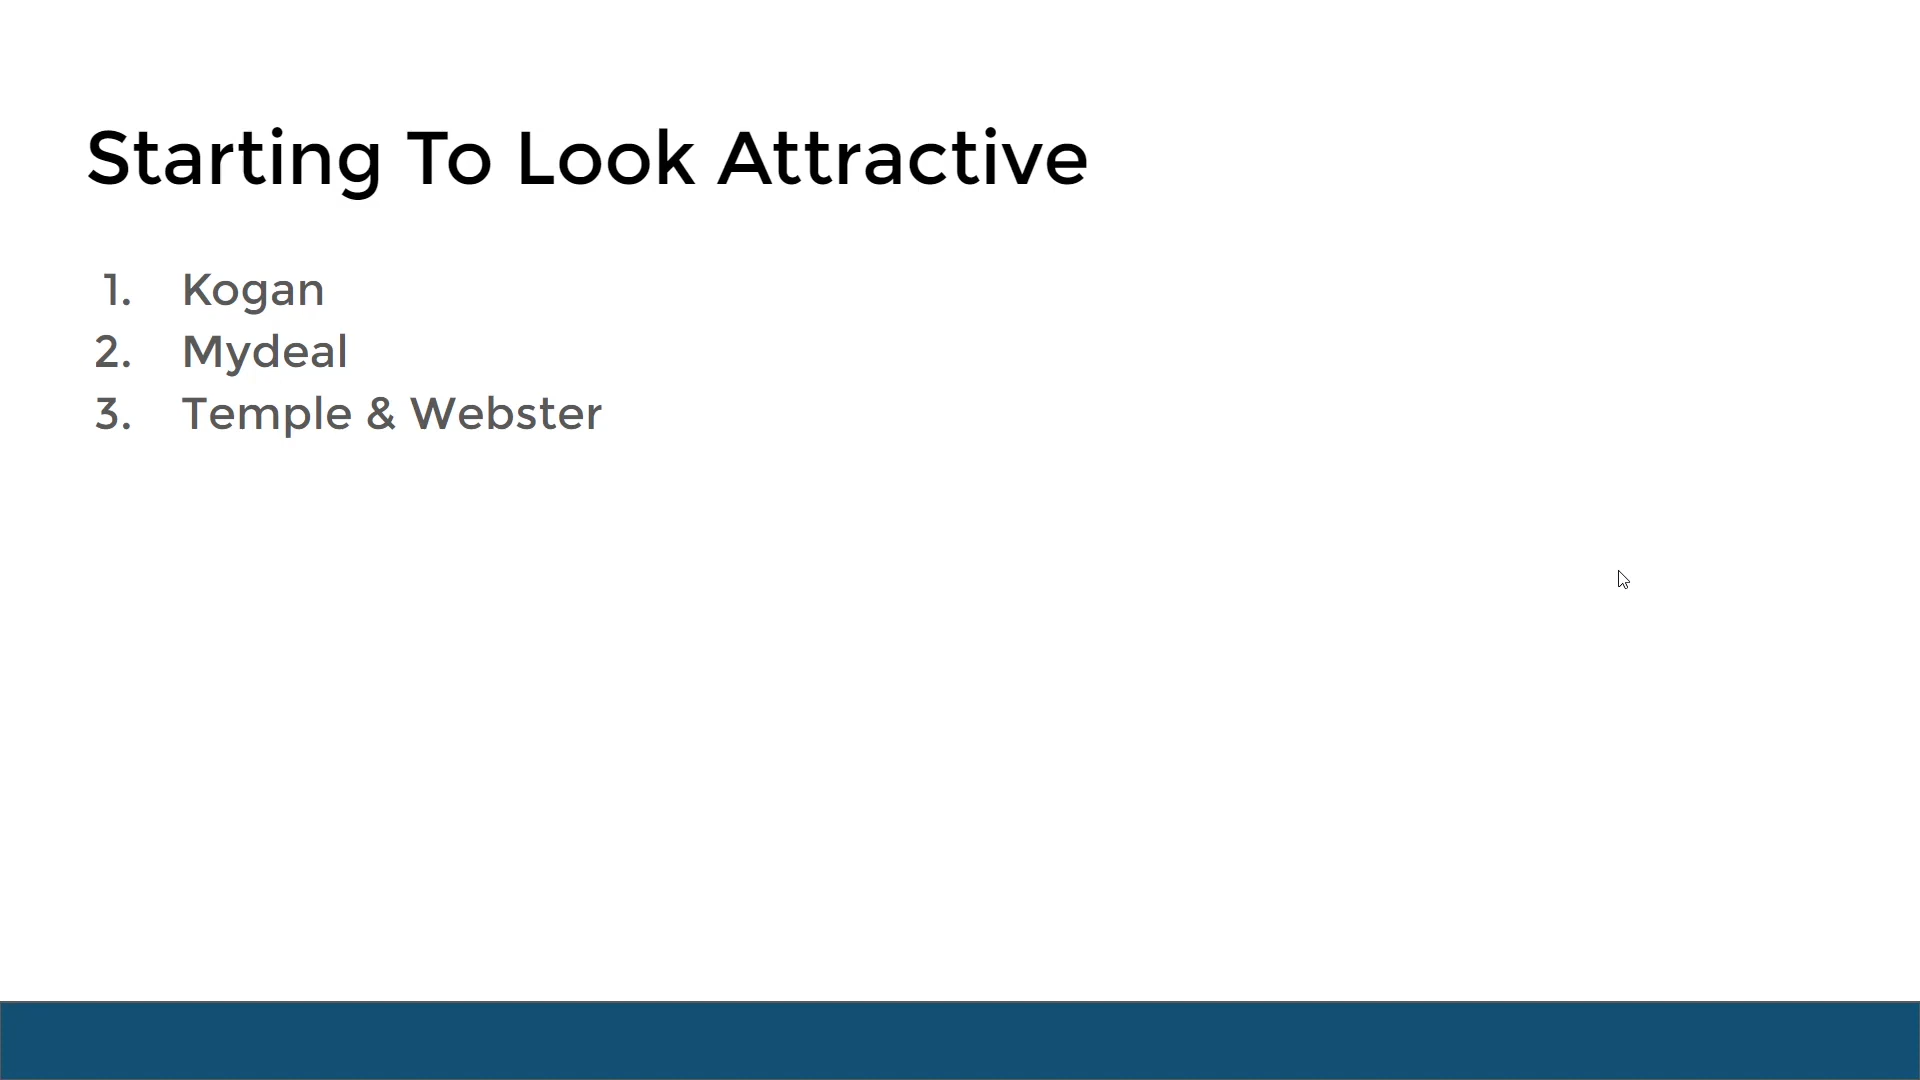 Starting To Look Attractive
1. Kogan
2. Mydeal
3. Temple & Webster